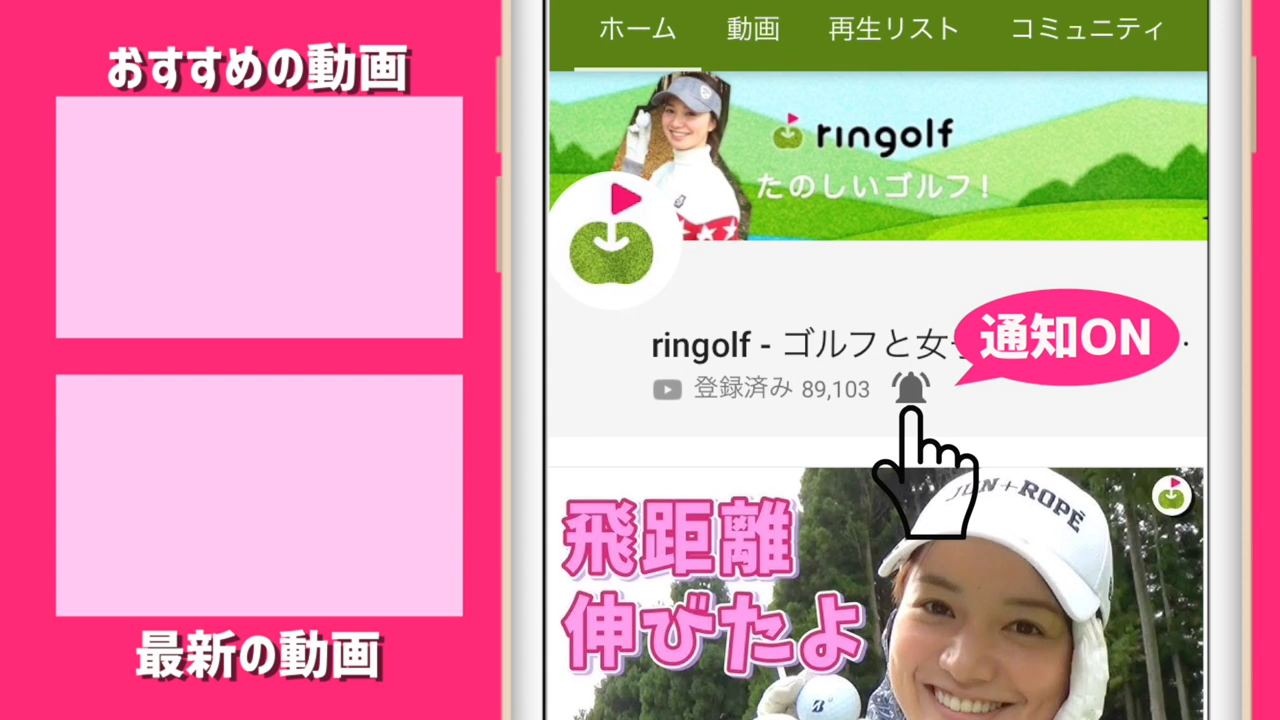 おすすめの動画
最新の動画
ホーム 動画 再生リスト コミュニティ
ringolf
たのしいゴルフ!
ringolf - ゴルフと女
通知ON
登録済み 89,103
JUN+ROPÉ
飛距離
伸びたよ
B